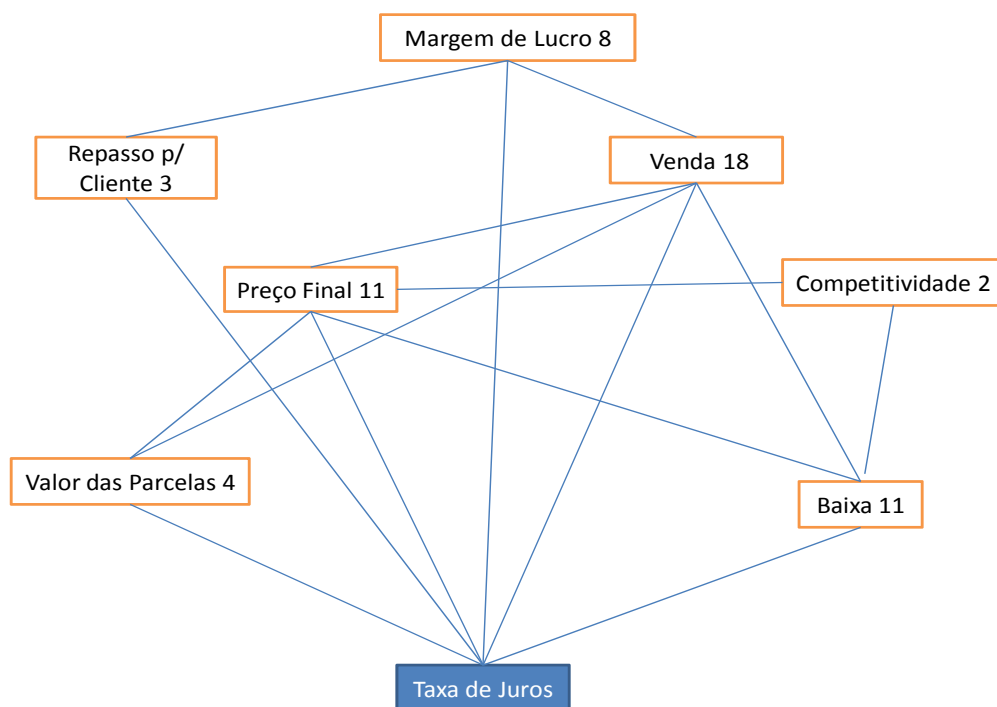 Margem de Lucro 8
Repasso p/
Cliente 3
Venda 18
Preço Final 11
Competitividade 2
Valor das Parcelas 4
Baixa 11
Taxa de Juros